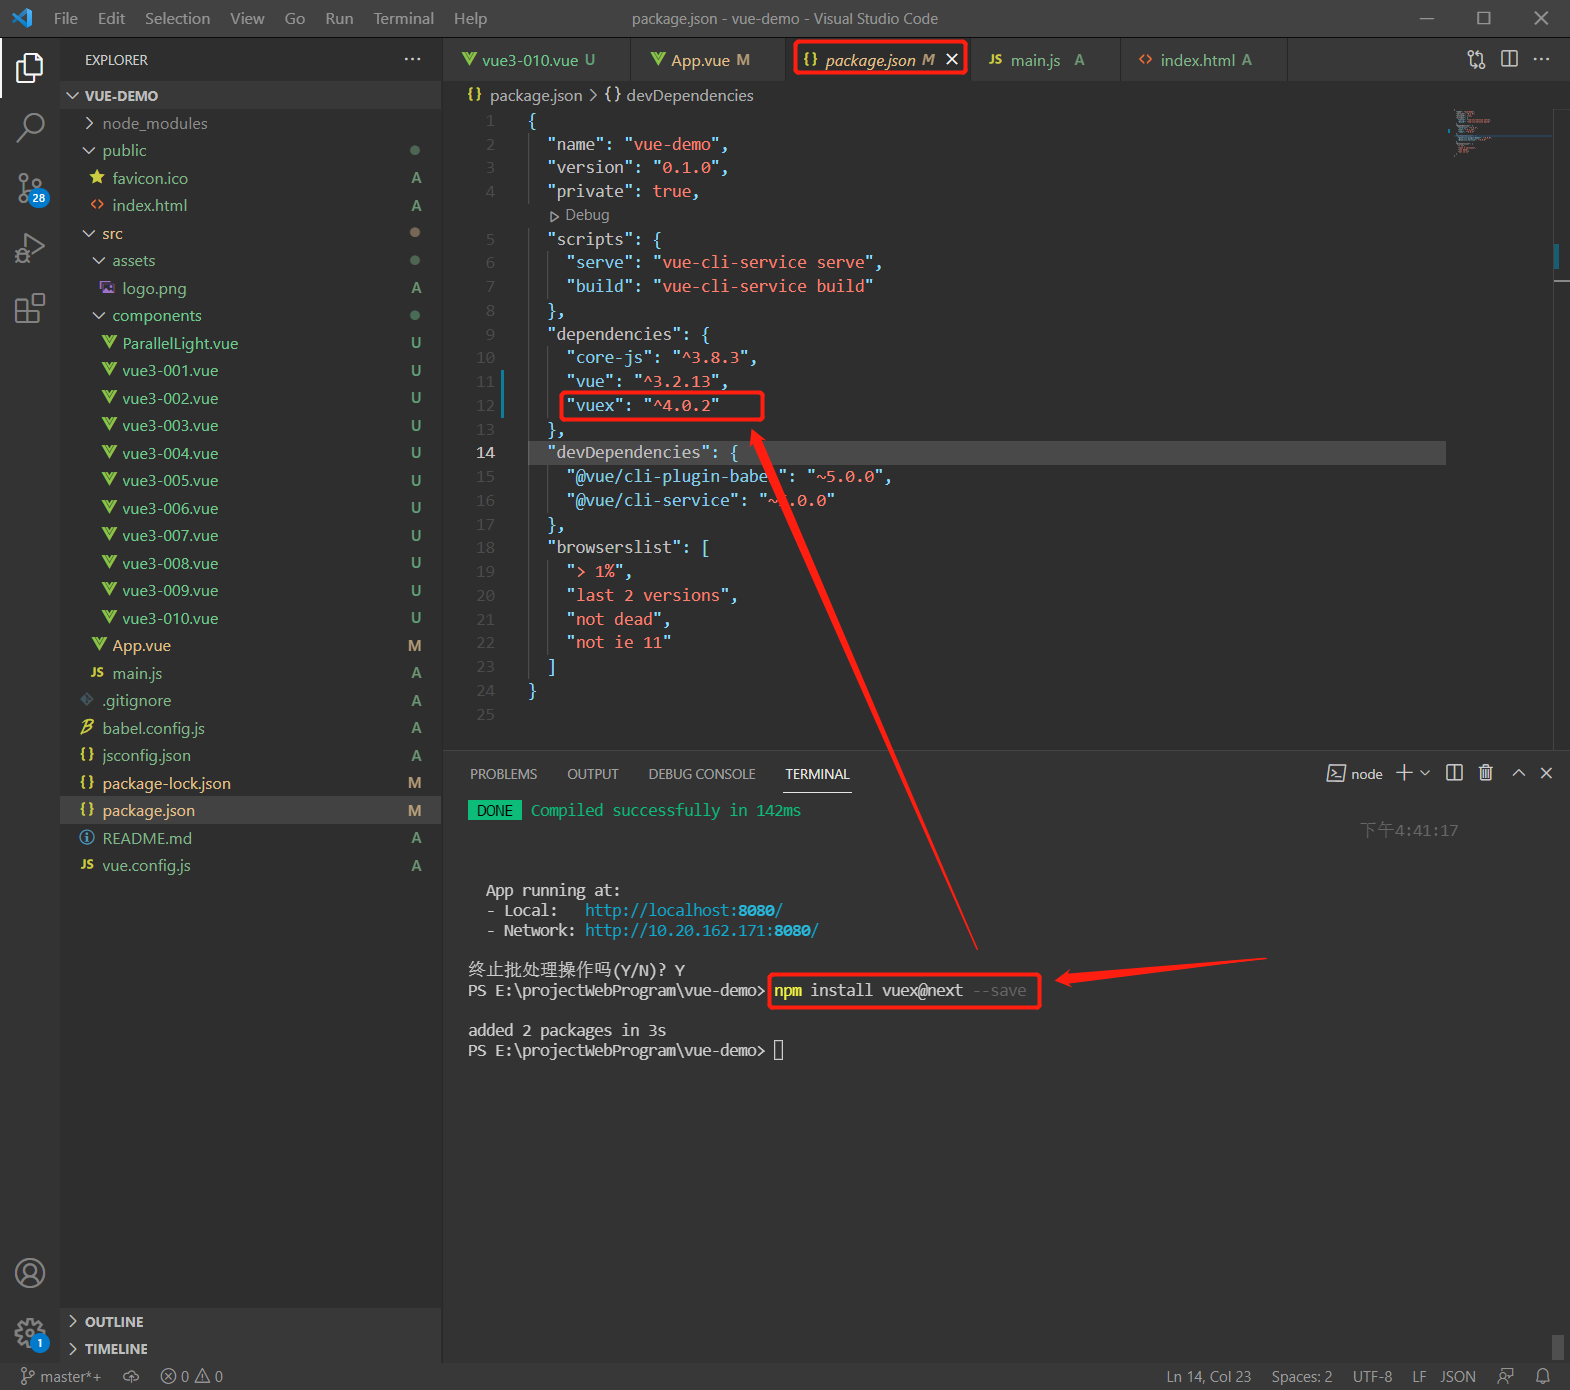 File Edit Selection View Go Run Terminal Help package.json - vue-demo - Visual Studio Code
EXPLORER
vue3-010.vue U App.vue M {} package.json M JS main.js A <> index.html A
{} package.json > {} devDependencies
VUE-DEMO
node_modules
public
favicon.ico A
<> index.html A
src
assets
logo.png A
components
ParallelLight.vue U
vue3-001.vue U
vue3-002.vue U
vue3-003.vue U
vue3-004.vue U
vue3-005.vue U
vue3-006.vue U
vue3-007.vue U
vue3-008.vue U
vue3-009.vue U
vue3-010.vue U
App.vue M
JS main.js A
.gitignore A
babel.config.js A
{} jsconfig.json A
{} package-lock.json M
{} package.json M
README.md A
JS vue.config.js A
OUTLINE
TIMELINE
28
1
1 {
2 "name": "vue-demo",
3 "version": "0.1.0",
4 "private": true,
Debug
5 "scripts": {
6 "serve": "vue-cli-service serve",
7 "build": "vue-cli-service build"
8 },
9 "dependencies": {
10 "core-js": "^3.8.3",
11 "vue": "^3.2.13",
12 "vuex": "^4.0.2"
13 },
14 "devDependencies": {
15 "@vue/cli-plugin-babel": "~5.0.0",
16 "@vue/cli-service": "~5.0.0"
17 },
18 "browserslist": [
19 "> 1%",
20 "last 2 versions",
21 "not dead",
22 "not ie 11"
23 ]
24 }
25
PROBLEMS OUTPUT DEBUG CONSOLE TERMINAL node
DONE Compiled successfully in 142ms
下午4:41:17
App running at:
- Local: http://localhost:8080/
- Network: http://10.20.162.171:8080/
终止批处理操作吗(Y/N)? Y
PS E:\projectWebProgram\vue-demo> npm install vuex@next --save
added 2 packages in 3s
PS E:\projectWebProgram\vue-demo>
master*+ 0 0 Ln 14, Col 23 Spaces: 2 UTF-8 LF JSON